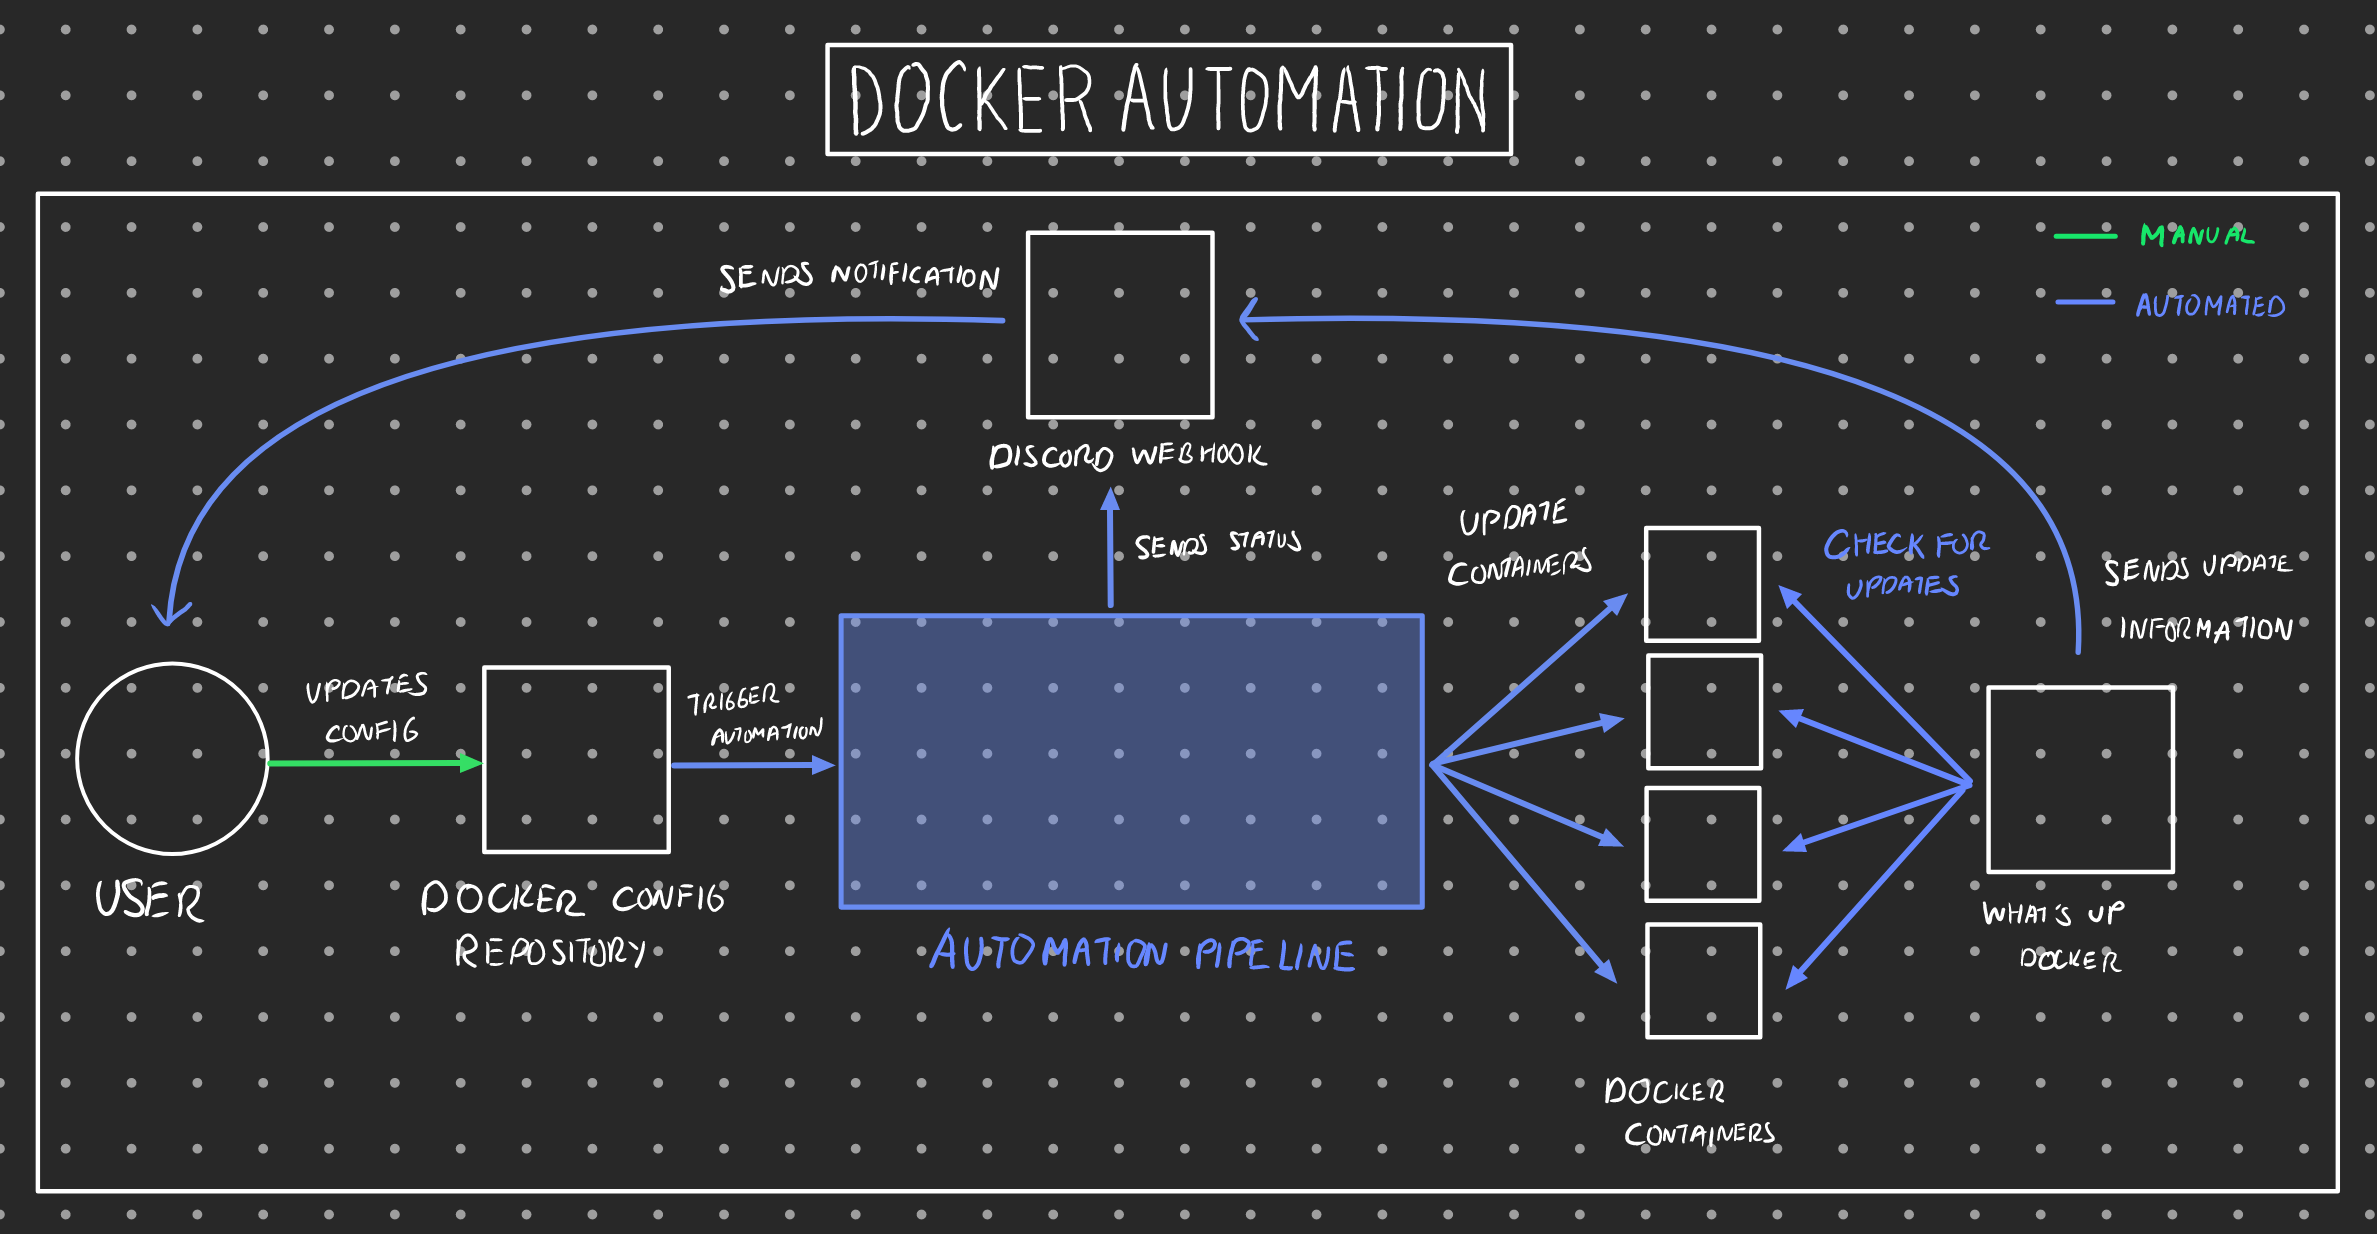 DOCKER AUTOMATION
MANUAL
AUTOMATED
SENDS NOTIFICATION
DISCORD WEBHOOK
SENDS STATUS
UPDATE
CONTAINERS
CHECK FOR
UPDATES
SENDS UPDATE
INFORMATION
UPDATES
CONFIG
TRIGGER
AUTOMATION
USER
DOCKER CONFIG
REPOSITORY
AUTOMATION PIPELINE
WHAT'S UP
DOCKER
DOCKER
CONTAINERS